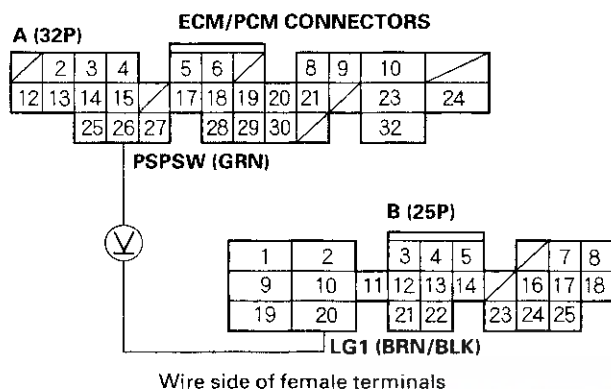 ECM/PCM CONNECTORS
A (32P)
2 3 4 5 6 8 9 10
12 13 14 15 17 18 19 20 21 23 24
25 26 27 28 29 30 32
PSPSW (GRN)
V
B (25P)
1 2 3 4 5 7 8
9 10 11 12 13 14 16 17 18
19 20 21 22 23 24 25
LG1 (BRN/BLK)
Wire side of female terminals